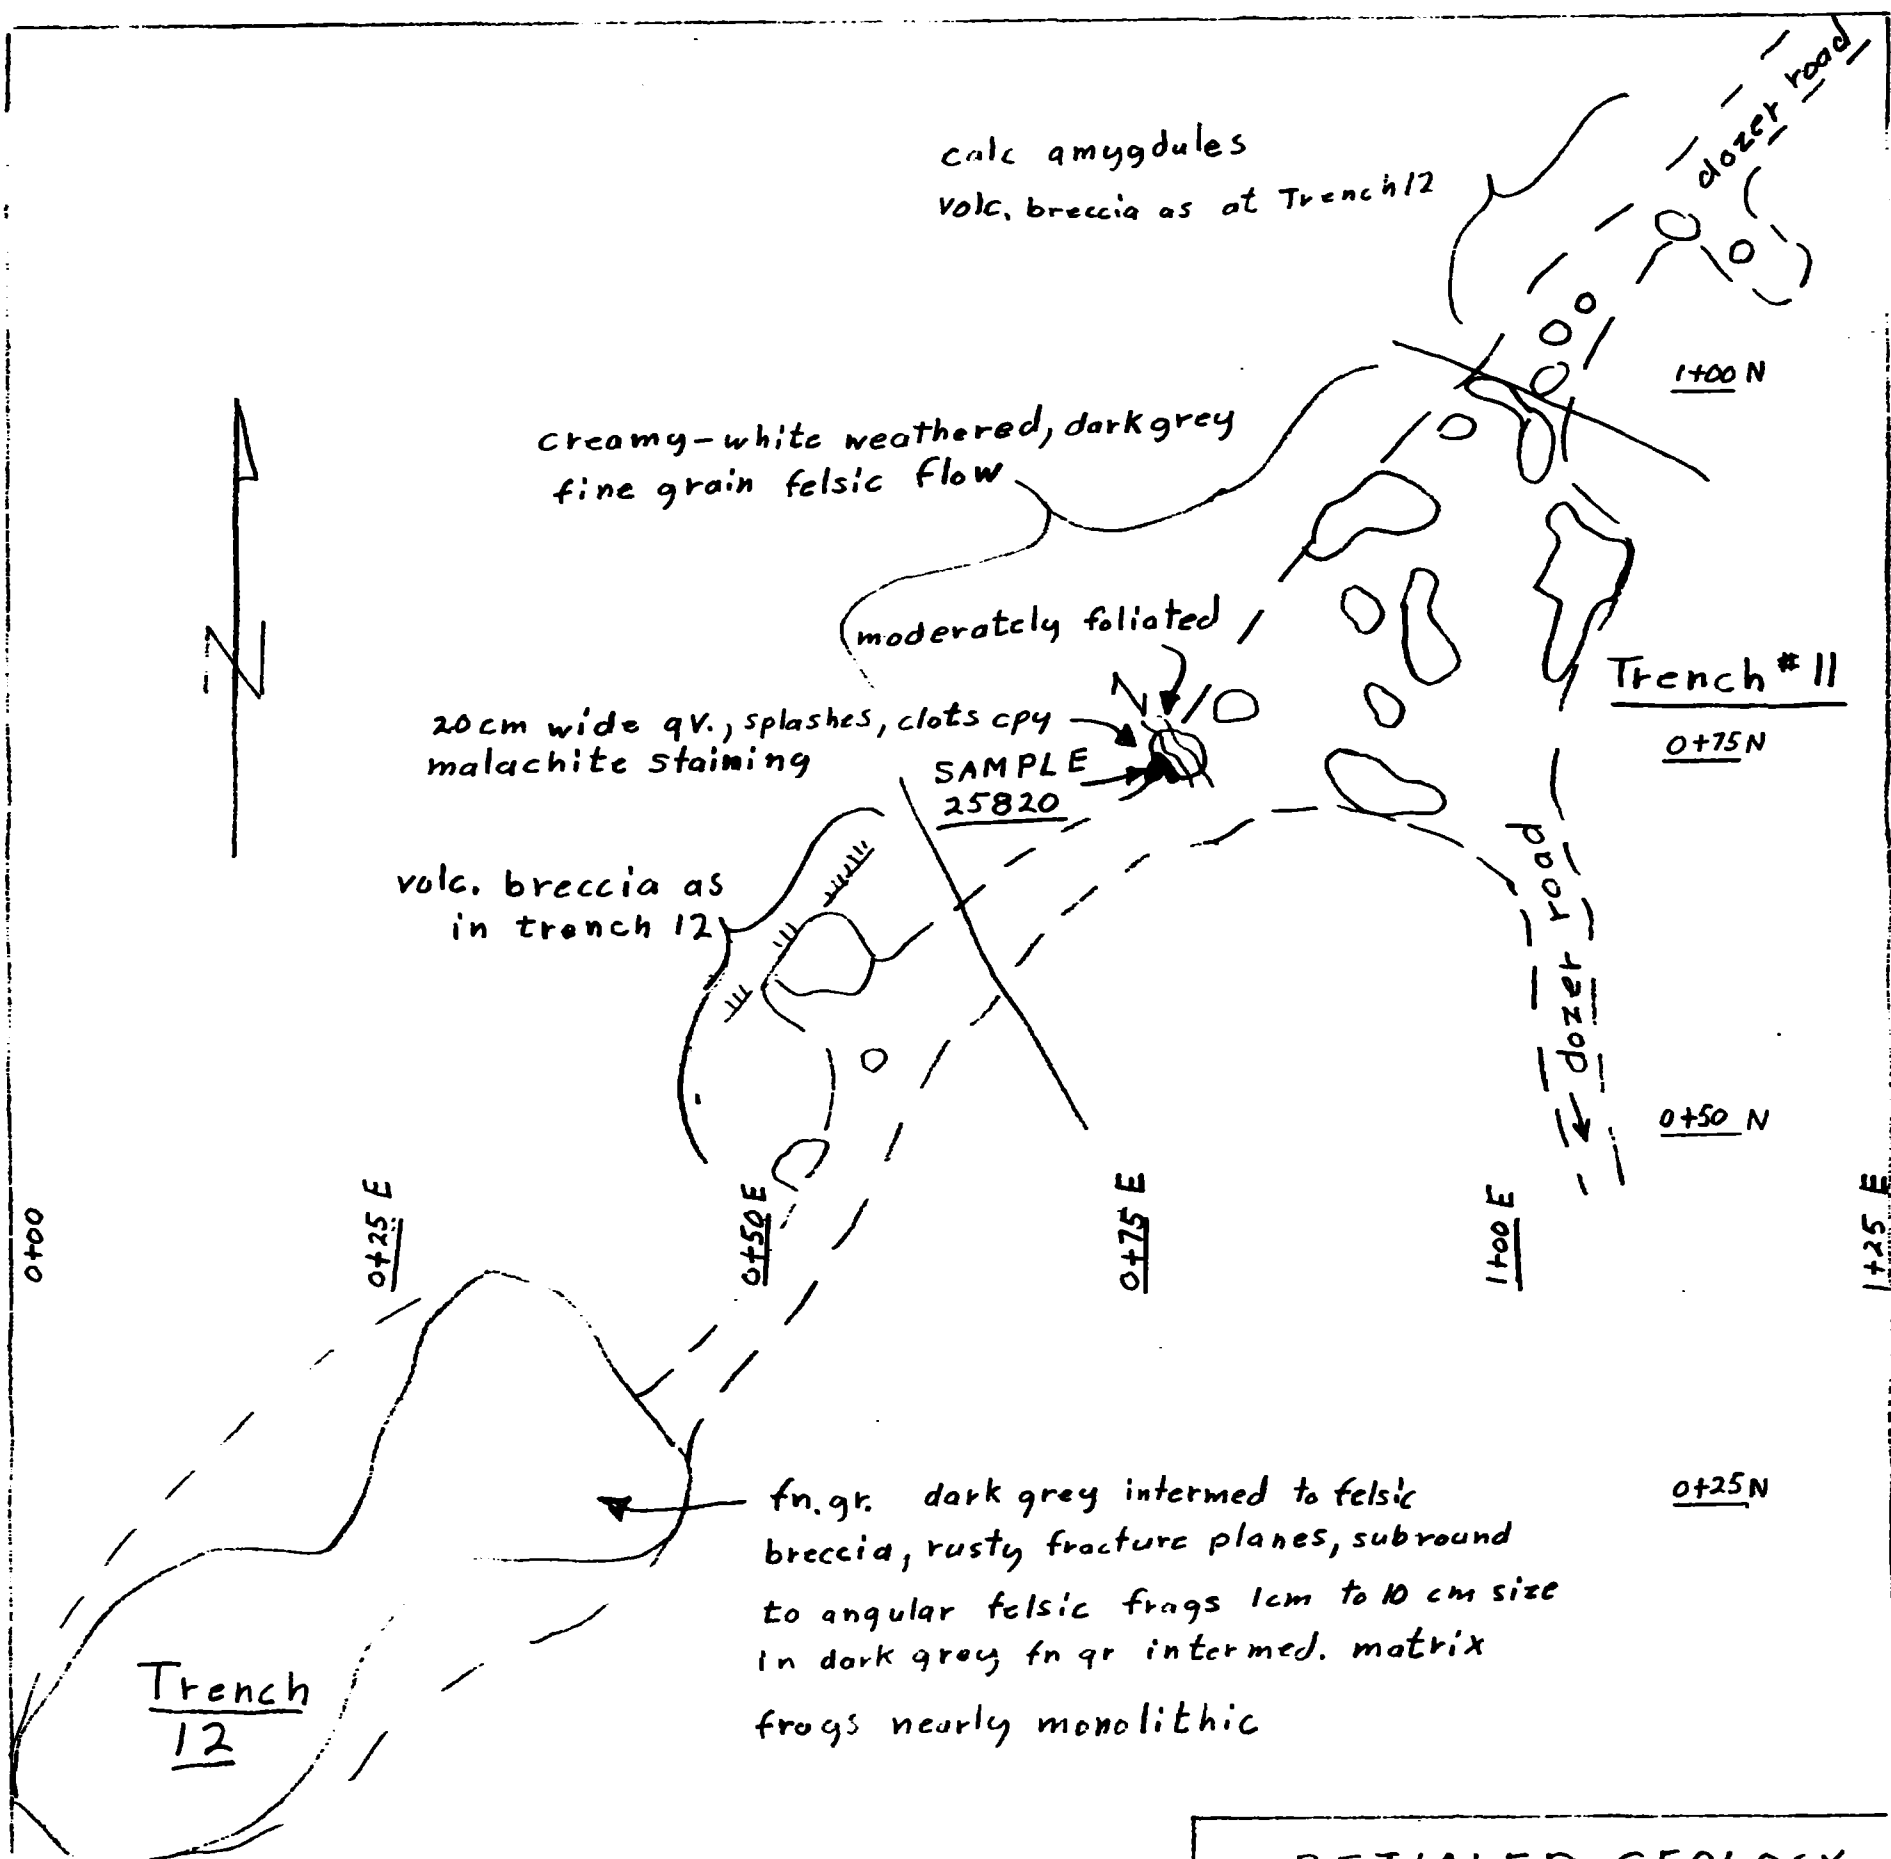 dozer road
calc amygdules
volc. breccia as at Trench 12
1+00 N
creamy-white weathered, dark grey
fine grain felsic flow
N
moderately foliated
Trench #11
20 cm wide qv., splashes, clots cpy
malachite staining
0+75 N
SAMPLE
25820
volc. breccia as
in trench 12
dozer road
0+50 N
0+00
0+25 E
0+50 E
0+75 E
1+00 E
1+25 E
fn.gr. dark grey intermed to felsic
breccia, rusty fracture planes, subround
to angular felsic frags 1cm to 10 cm size
in dark grey fn gr intermed. matrix
frags nearly monolithic
0+25 N
Trench
12